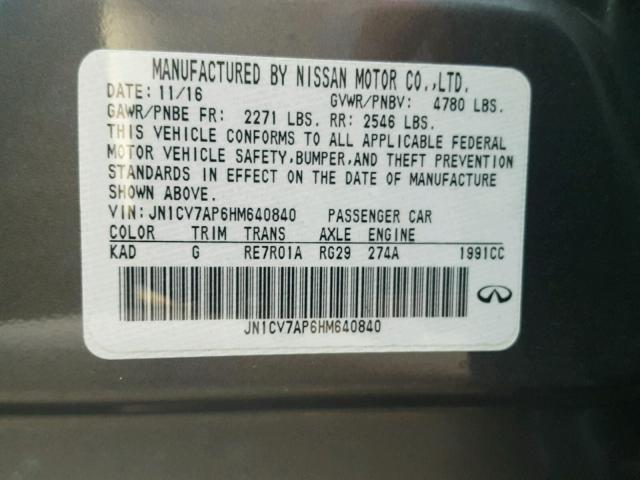 MANUFACTURED BY NISSAN MOTOR CO.,LTD.
DATE: 11/16 GVWR/PNBV: 4780 LBS.
GAWR/PNBE FR: 2271 LBS. RR: 2546 LBS.
THIS VEHICLE CONFORMS TO ALL APPLICABLE FEDERAL
MOTOR VEHICLE SAFETY,BUMPER,AND THEFT PREVENTION
STANDARDS IN EFFECT ON THE DATE OF MANUFACTURE
SHOWN ABOVE.
VIN:JN1CV7AP6HM640840 PASSENGER CAR
COLOR TRIM TRANS AXLE ENGINE
KAD G RE7R01A RG29 274A 1991CC
JN1CV7AP6HM640840